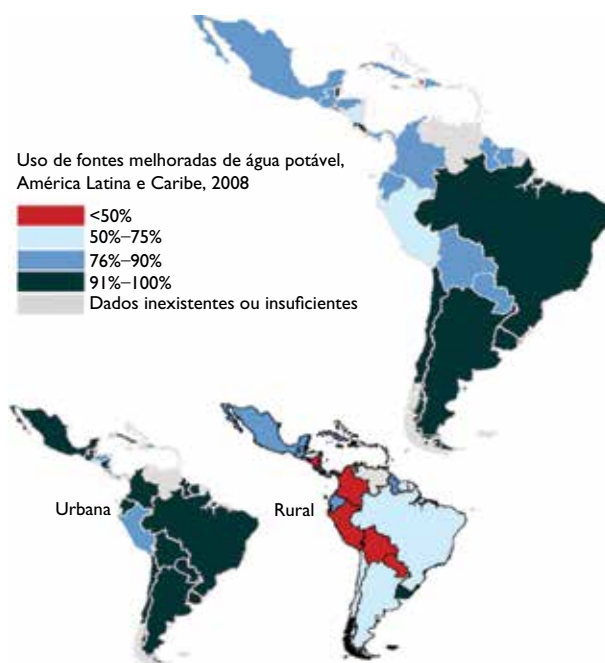 Uso de fontes melhoradas de água potável,
América Latina e Caribe, 2008
<50%
50%–75%
76%–90%
91%–100%
Dados inexistentes ou insuficientes
Urbana
Rural